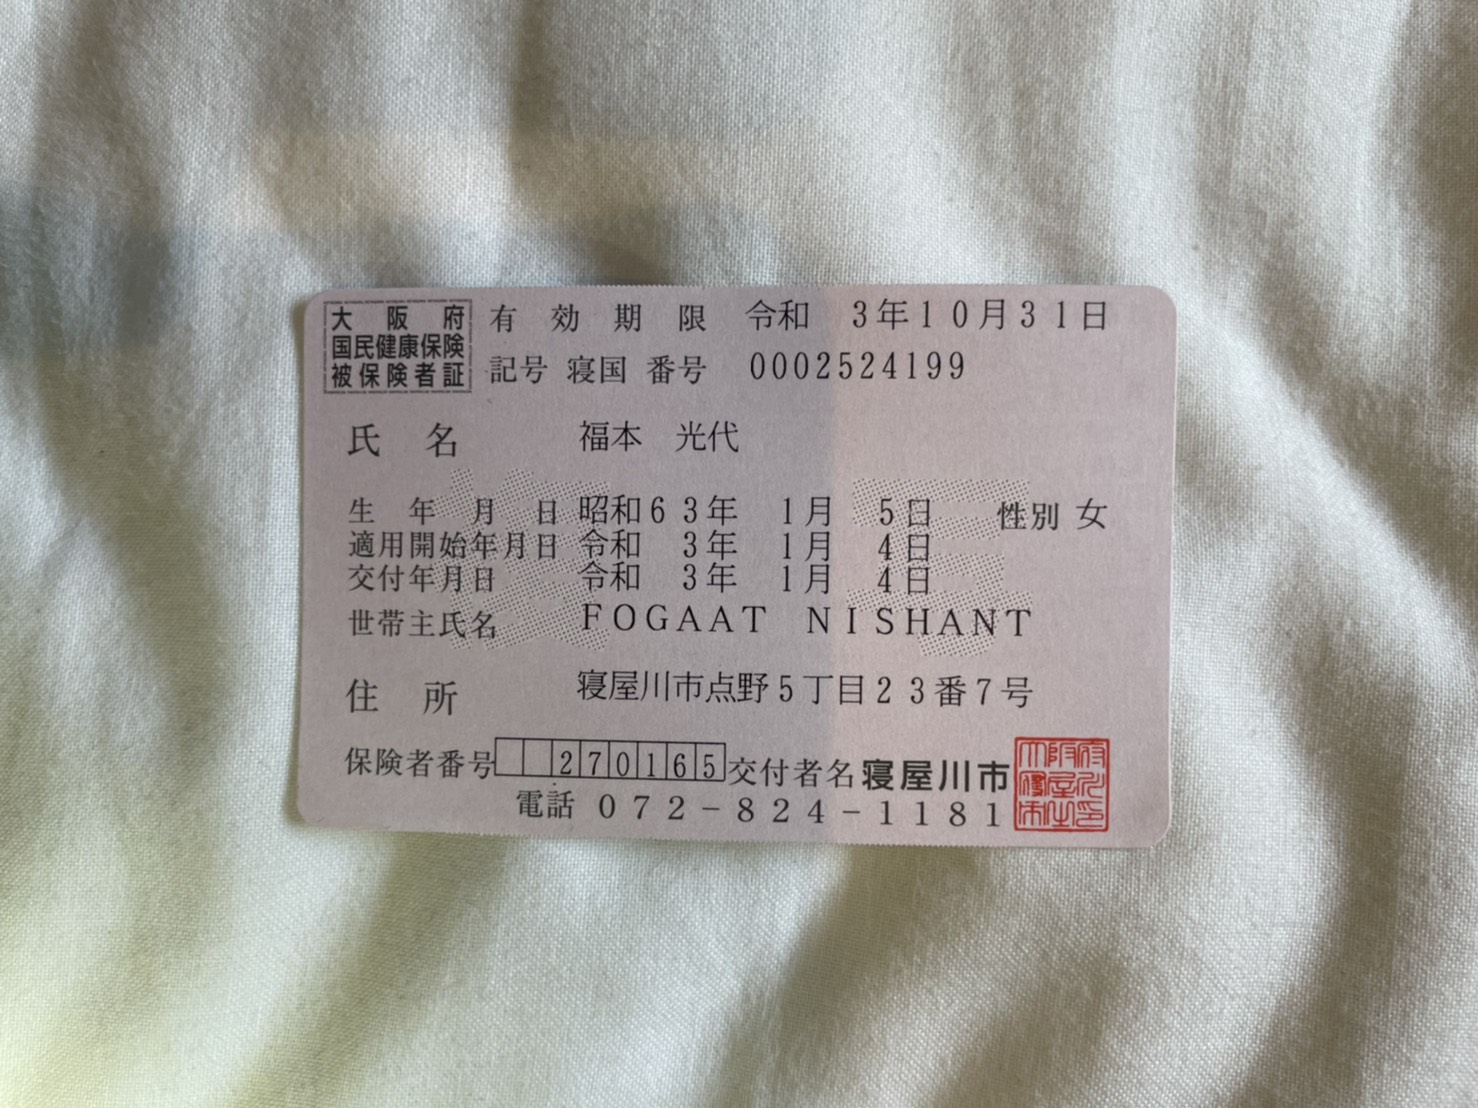 大阪府
国民健康保険
被保険者証
有効期限 令和 3年10月31日
記号 寝国 番号 0002524199
氏名 福本 光代
生年月日 昭和63年 1月 5日 性別 女
適用開始年月日 令和 3年 1月 4日
交付年月日 令和 3年 1月 4日
世帯主氏名 FOGAAT NISHANT
住所 寝屋川市点野5丁目23番7号
保険者番号 270165 交付者名 寝屋川市
電話 072-824-1181